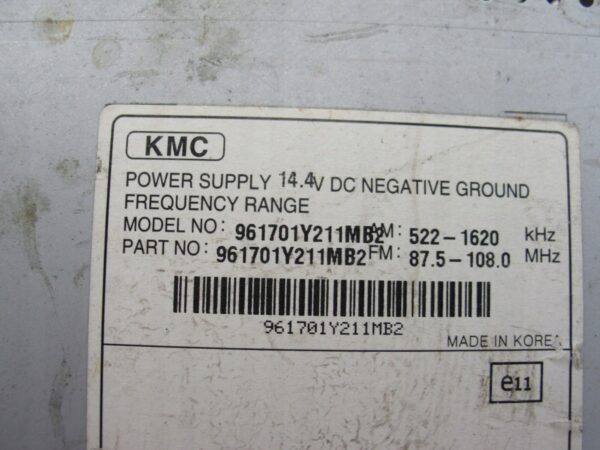 KMC
POWER SUPPLY 14.4V DC NEGATIVE GROUND
FREQUENCY RANGE
MODEL NO: 961701Y211MB2 AM: 522-1620 kHz
PART NO: 961701Y211MB2 FM: 87.5-108.0 MHz
961701Y211MB2
MADE IN KOREA
e11